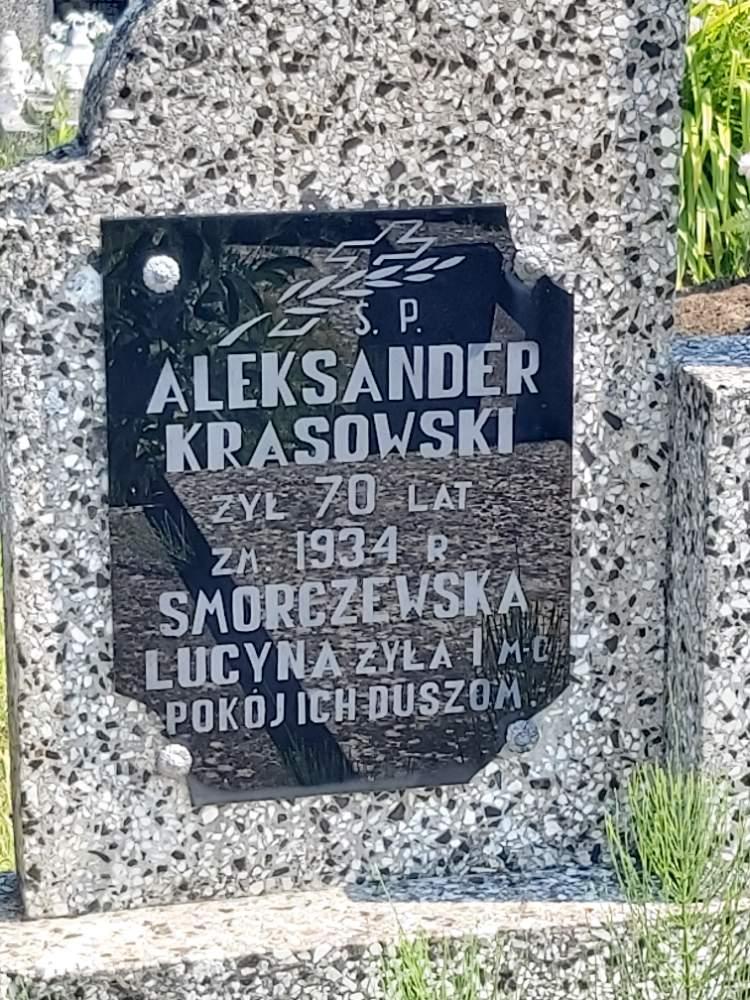 Ś. P.
ALEKSANDER
KRASOWSKI
ŻYŁ 70 LAT
ZM. 1934 R.
SMORCZEWSKA
LUCYNA ŻYŁA 1 M-C
POKÓJ ICH DUSZOM.